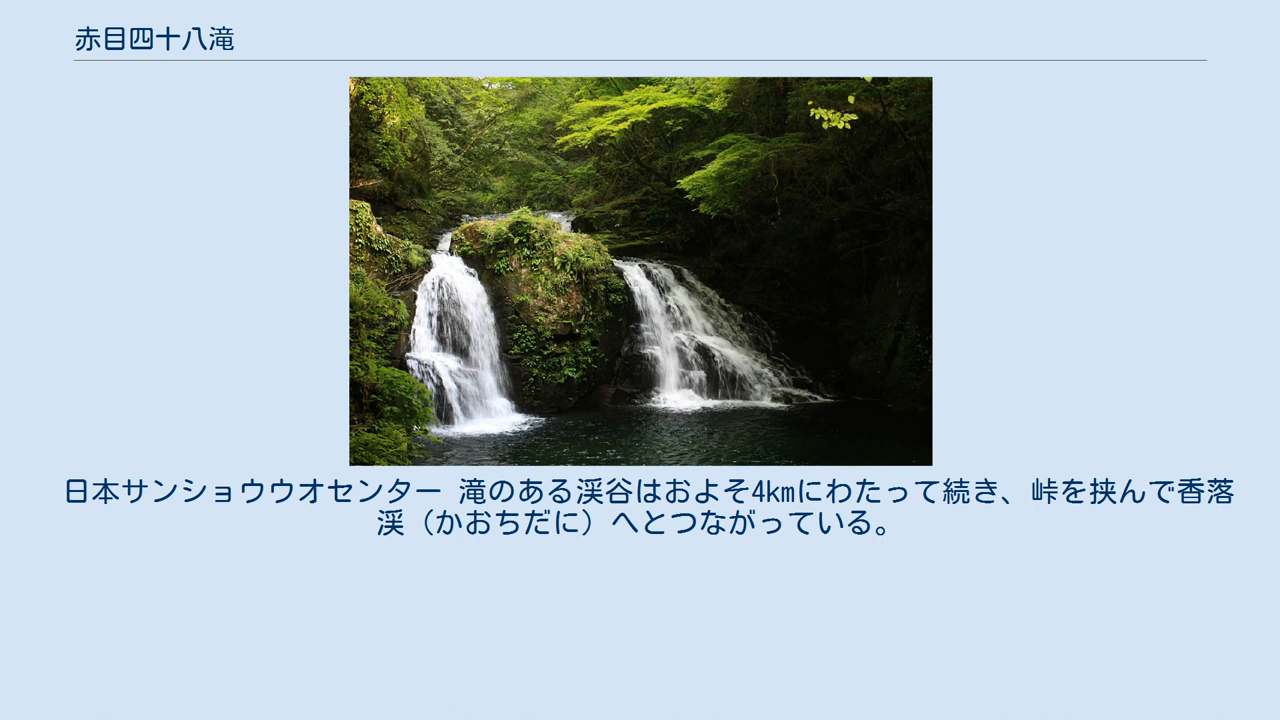 赤目四十八滝
日本サンショウウオセンター 滝のある渓谷はおよそ4kmにわたって続き、峠を挟んで香落
渓（かおちだに）へとつながっている。